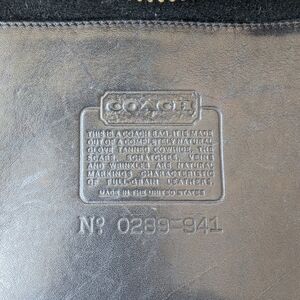 COACH
THIS IS A COACH BAG. IT IS MADE
OUT OF A COMPLETELY NATURAL
GLOVE TANNED COWHIDE. THE
SCARS, SCRATCHES, VEINS
AND WRINKLES ARE NATURAL
MARKINGS CHARACTERISTIC
OF FULL-GRAIN LEATHERS.
MADE IN THE UNITED STATES
Nº 0289-941